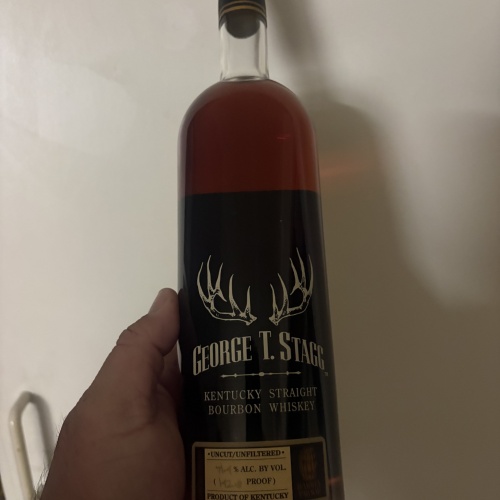 GEORGE T. STAGG
KENTUCKY STRAIGHT
BOURBON WHISKEY
•UNCUT/UNFILTERED•
% ALC. BY VOL.
( PROOF)
PRODUCT OF KENTUCKY